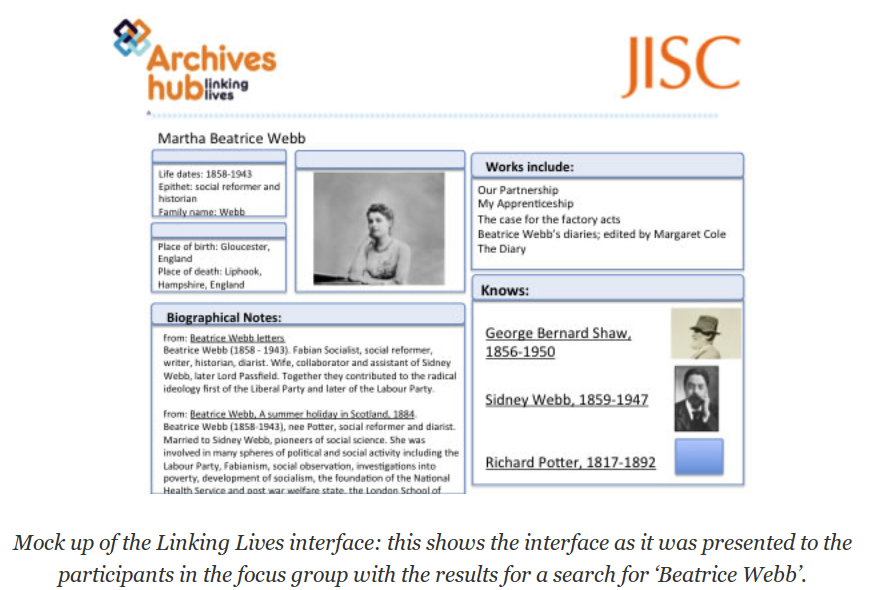 Archives
hub linking
lives
JISC
Martha Beatrice Webb
Life dates: 1858-1943
Epithet: social reformer and
historian
Family name: Webb
Place of birth: Gloucester,
England
Place of death: Liphook,
Hampshire, England
Biographical Notes:
from: Beatrice Webb letters
Beatrice Webb (1858 - 1943). Fabian Socialist, social reformer,
writer, historian, diarist. Wife, collaborator and assistant of Sidney
Webb, later Lord Passfield. Together they contributed to the radical
ideology first of the Liberal Party and later of the Labour Party.
from: Beatrice Webb, A summer holiday in Scotland, 1884.
Beatrice Webb (1858-1943), nee Potter, social reformer and diarist.
Married to Sidney Webb, pioneers of social science. She was
involved in many spheres of political and social activity including the
Labour Party, Fabianism, social observation, investigations into
poverty, development of socialism, the foundation of the National
Health Service and post war welfare state, the London School of
Works include:
Our Partnership
My Apprenticeship
The case for the factory acts
Beatrice Webb's diaries; edited by Margaret Cole
The Diary
Knows:
George Bernard Shaw,
1856-1950
Sidney Webb, 1859-1947
Richard Potter, 1817-1892
Mock up of the Linking Lives interface: this shows the interface as it was presented to the
participants in the focus group with the results for a search for ‘Beatrice Webb’.